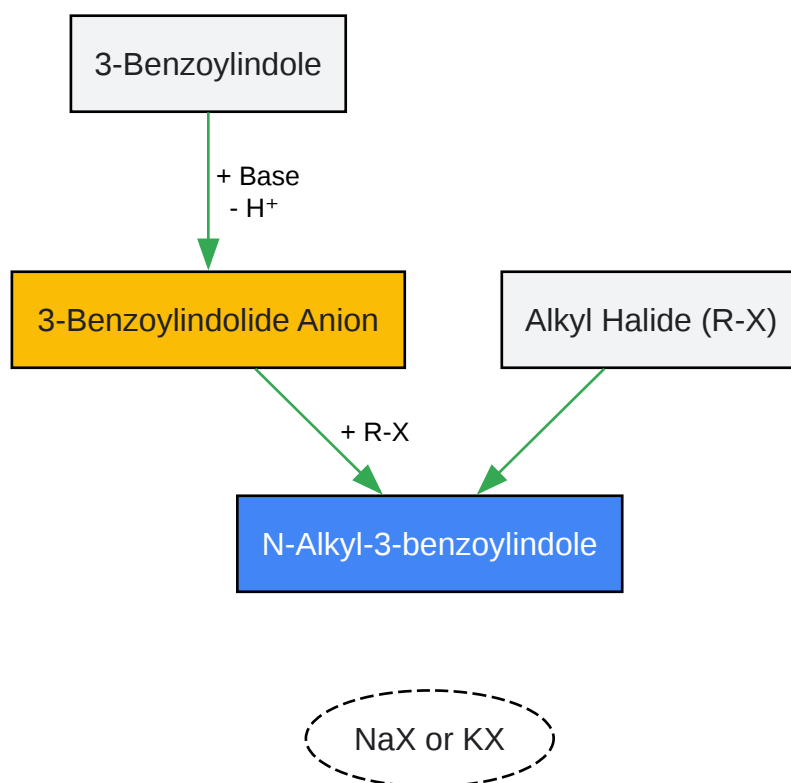 3-Benzoylindole
+ Base
- H⁺
3-Benzoylindolide Anion
Alkyl Halide (R-X)
+ R-X
N-Alkyl-3-benzoylindole
NaX or KX